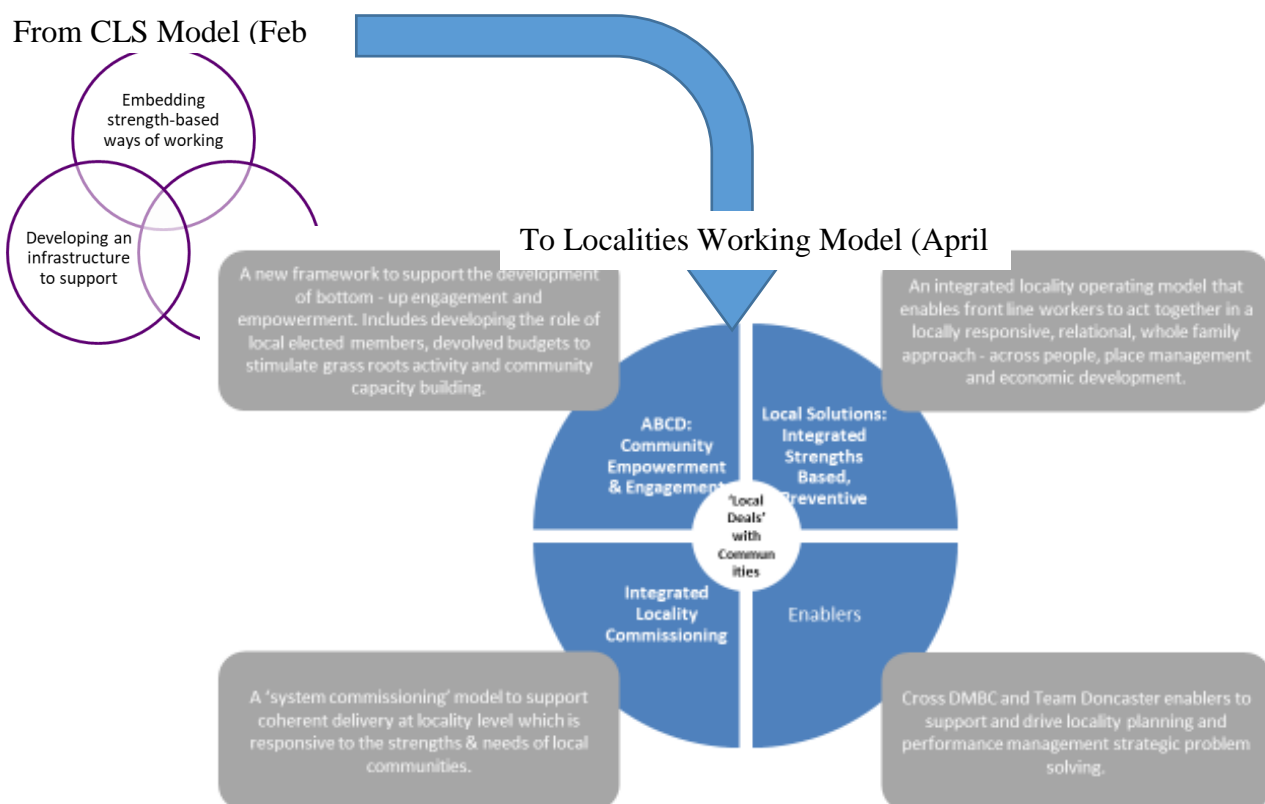 From CLS Model (Feb
Embedding
strength-based
ways of working
Developing an
infrastructure
to support
To Localities Working Model (April
A new framework to support the development
of bottom - up engagement and
empowerment. Includes developing the role of
local elected members, devolved budgets to
stimulate grass roots activity and community
capacity building.
An integrated locality operating model that
enables front line workers to act together in a
locally responsive, relational, whole family
approach - across people, place management
and economic development.
ABCD:
Community
Empowerment
& Engagement
Local Solutions:
Integrated
Strengths
Based,
Preventive
'Local
Deals'
with
Commun
ities
Integrated
Locality
Commissioning
Enablers
A 'system commissioning' model to support
coherent delivery at locality level which is
responsive to the strengths & needs of local
communities.
Cross DMBC and Team Doncaster enablers to
support and drive locality planning and
performance management strategic problem
solving.